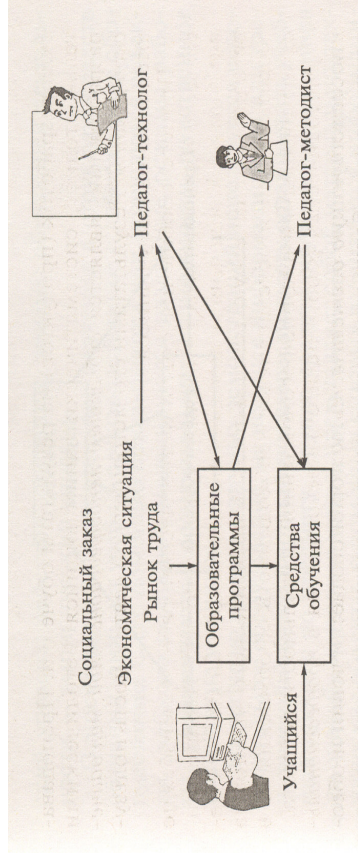 Социальный заказ
Экономическая ситуация
Рынок труда
Педагог-технолог
Образовательные
программы
Средства
обучения
Учащийся
Педагог-методист